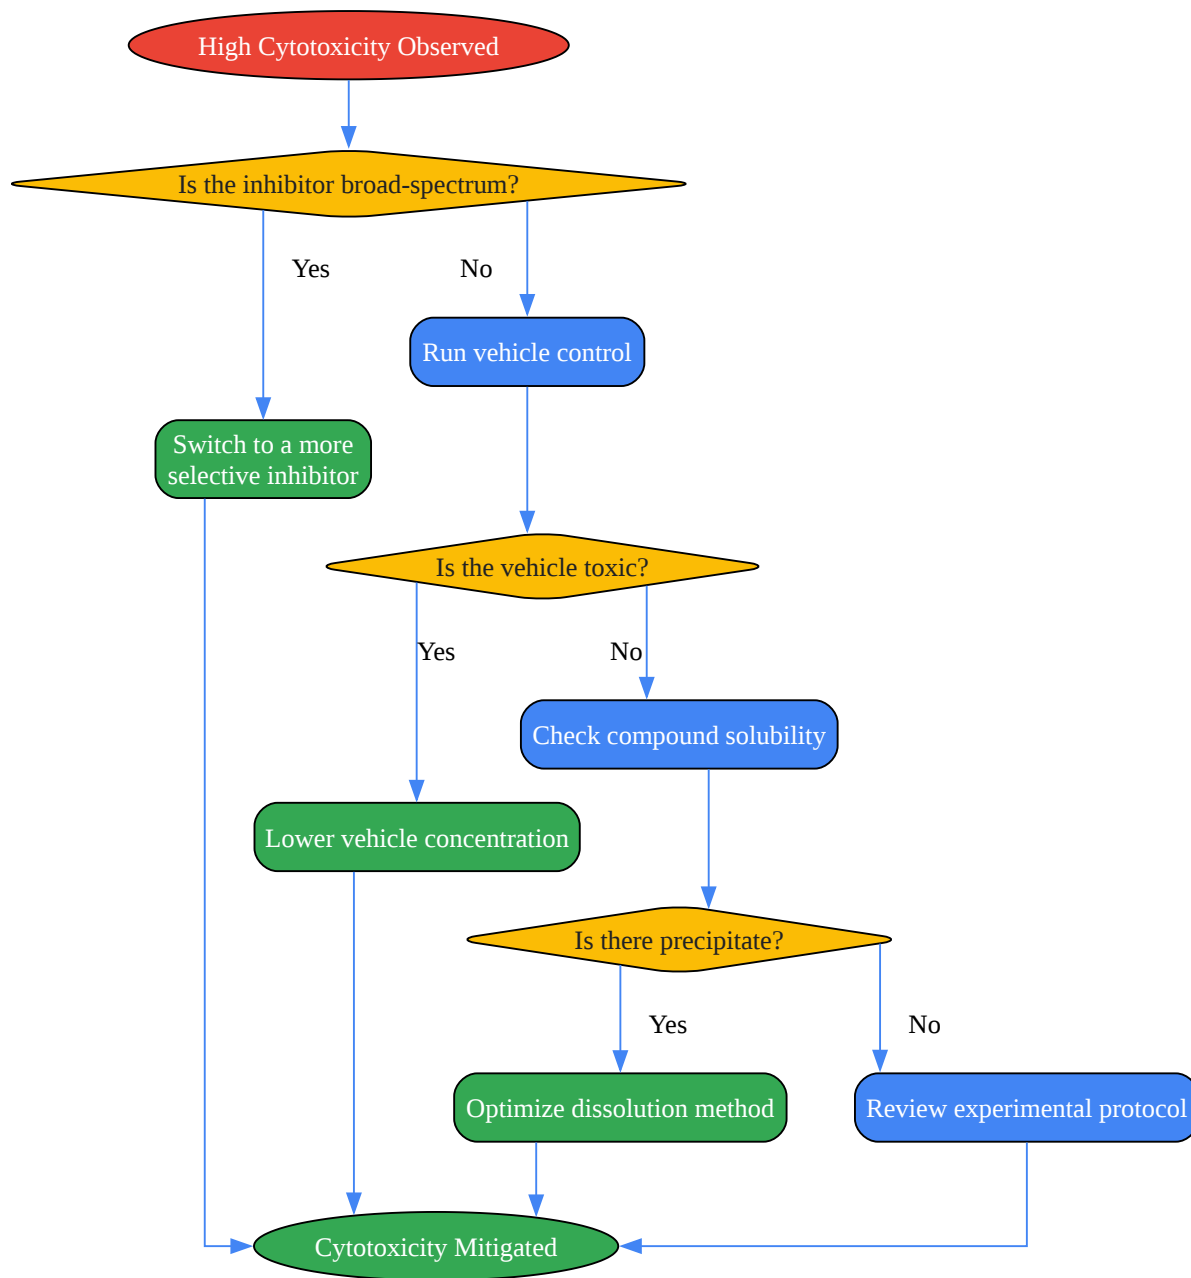 High Cytotoxicity Observed
Is the inhibitor broad-spectrum?
Yes
No
Run vehicle control
Switch to a more
selective inhibitor
Is the vehicle toxic?
Yes
No
Check compound solubility
Lower vehicle concentration
Is there precipitate?
Yes
No
Optimize dissolution method
Review experimental protocol
Cytotoxicity Mitigated